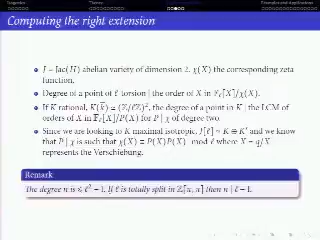 Computing the right extension
J = Jac(H) abelian variety of dimension 2. χ(X) the corresponding zeta
function.
Degree of a point of ℓ-torsion | the order of X in F_ℓ[X]/χ(X).
If K rational, K(k̄) ≃ (Z/ℓZ)², the degree of a point in K | the LCM of
orders of X in F_ℓ[X]/P(X) for P | χ of degree two.
Since we are looking to K maximal isotropic, J[ℓ] = K ⊕ K′ and we know
that P | χ is such that χ(X) ≡ P(X)P(X̄) mod ℓ where X̄ = q/X
represents the Verschiebung.
Remark
The degree n is ⩽ ℓ² − 1. If ℓ is totally split in Z[π, π̄] then n | ℓ − 1.